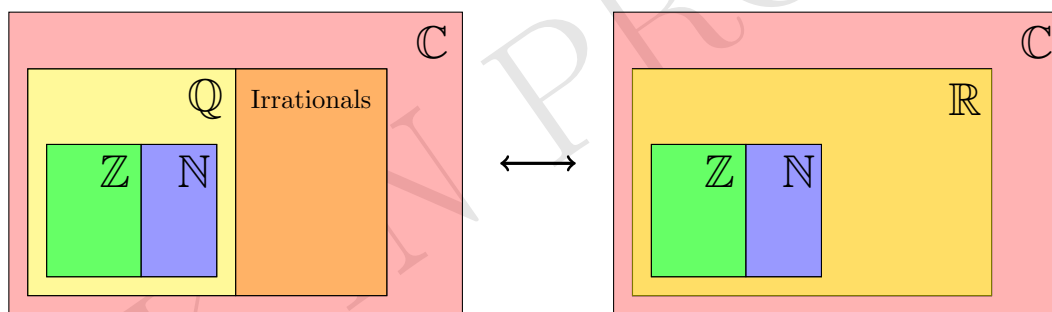 ℂ ℂ
ℚ Irrationals ℝ
ℤ ℕ ℤ ℕ